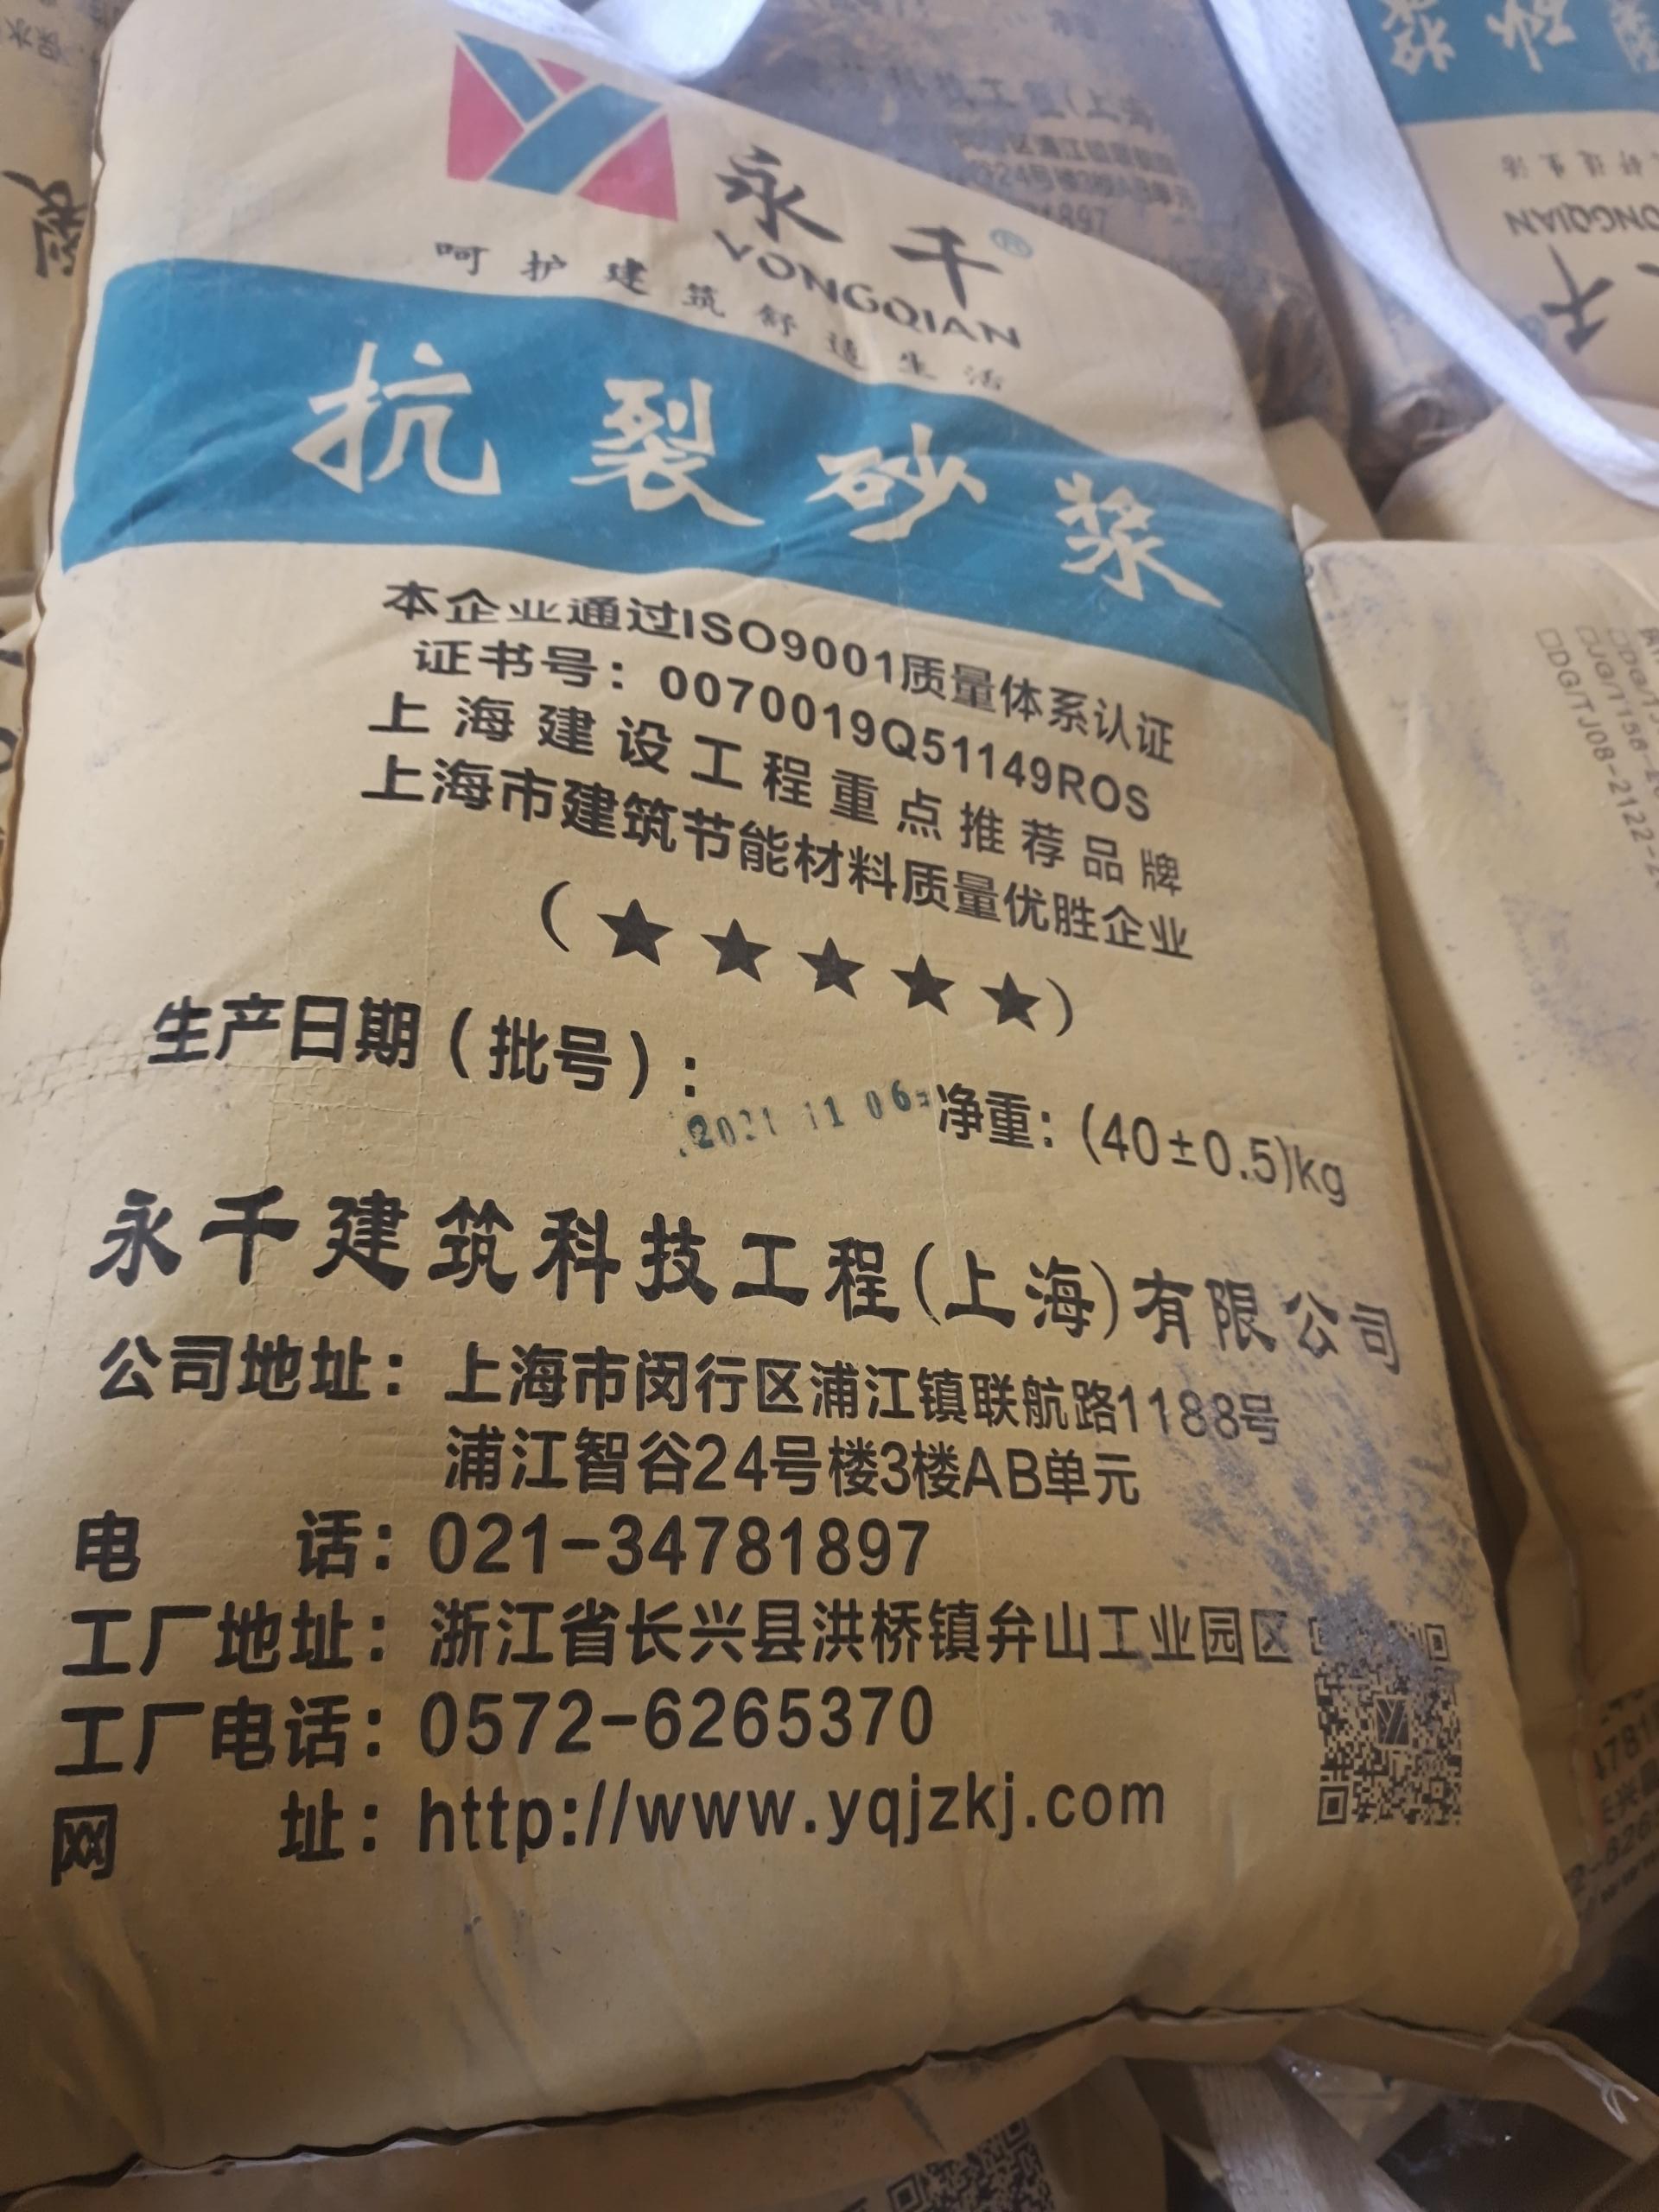 永千®
YONGQIAN
呵护建筑舒适生活
抗裂砂浆
本企业通过ISO9001质量体系认证
证书号：0070019Q51149ROS
上海建设工程重点推荐品牌
上海市建筑节能材料质量优胜企业
（★★★★★）
生产日期（批号）：
2021 11 06
净重：(40±0.5)kg
永千建筑科技工程(上海)有限公司
公司地址：上海市闵行区浦江镇联航路1188号
浦江智谷24号楼3楼AB单元
电 话：021-34781897
工厂地址：浙江省长兴县洪桥镇弁山工业园区
工厂电话：0572-6265370
网 址：http://www.yqjzkj.com